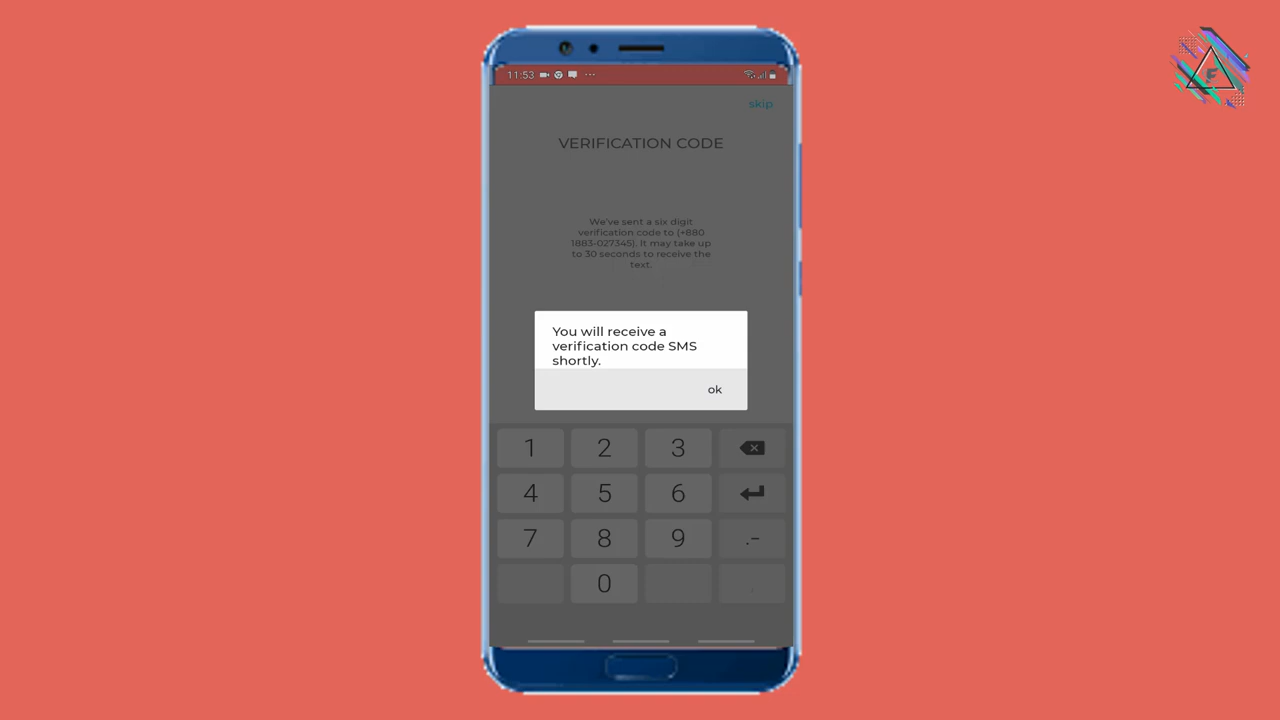 11:53
skip
VERIFICATION CODE
We've sent a six digit
verification code to (+880
1883-027345). It may take up
to 30 seconds to receive the
text.
You will receive a
verification code SMS
shortly.
ok
1 2 3
4 5 6
7 8 9 .-
0